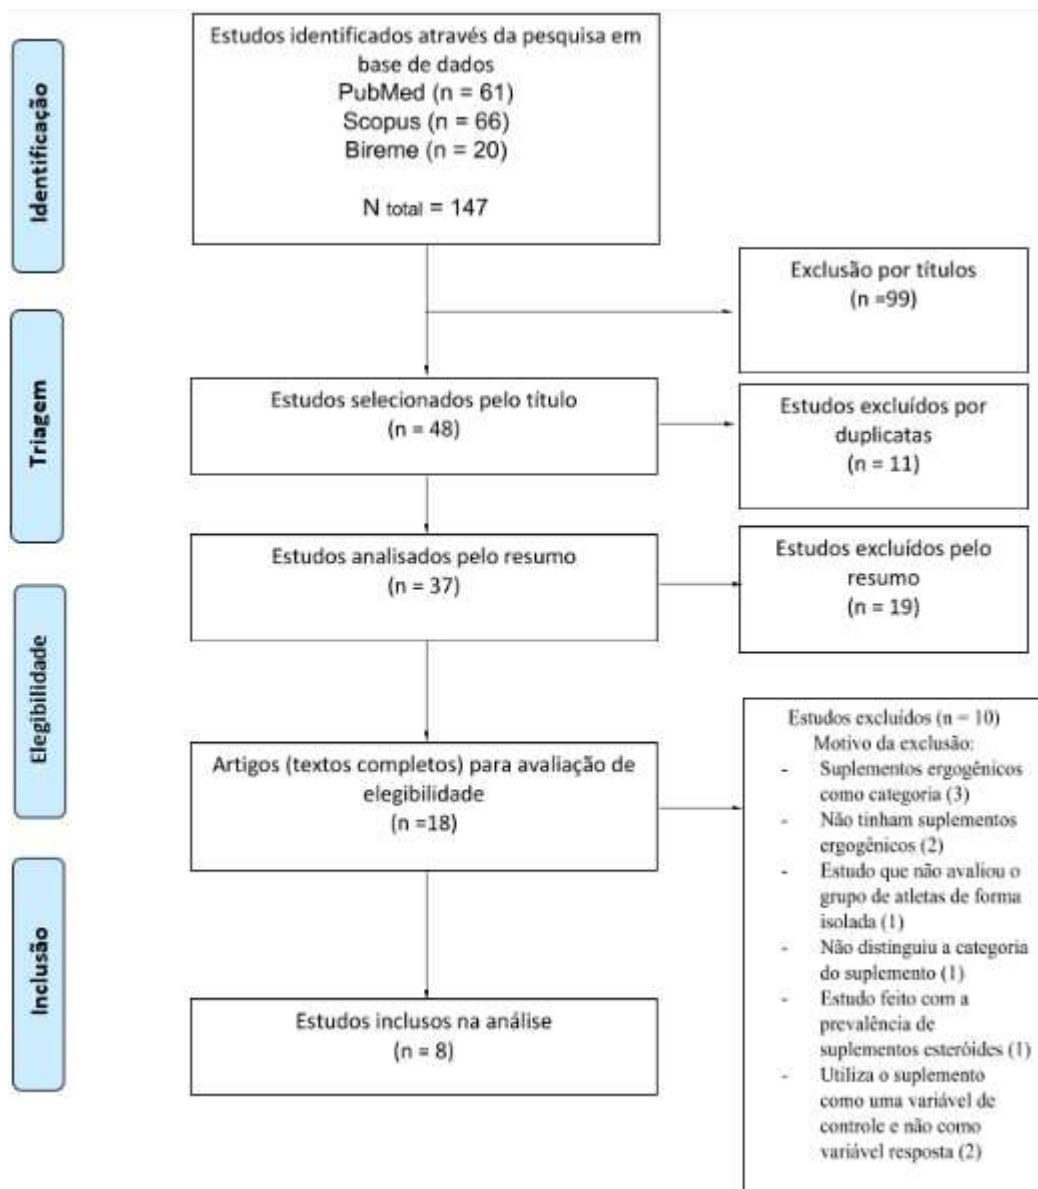 Identificação
Estudos identificados através da pesquisa em
base de dados
PubMed (n = 61)
Scopus (n = 66)
Bireme (n = 20)
N total = 147
Exclusão por títulos
(n =99)
Triagem
Estudos selecionados pelo título
(n = 48)
Estudos excluídos por
duplicatas
(n = 11)
Estudos analisados pelo resumo
(n = 37)
Estudos excluídos pelo
resumo
(n = 19)
Elegibilidade
Artigos (textos completos) para avaliação de
elegibilidade
(n =18)
Estudos excluídos (n = 10)
Motivo da exclusão:
- Suplementos ergogênicos
como categoria (3)
- Não tinham suplementos
ergogênicos (2)
- Estudo que não avaliou o
grupo de atletas de forma
isolada (1)
- Não distinguiu a categoria
do suplemento (1)
- Estudo feito com a
prevalência de
suplementos esteróides (1)
- Utiliza o suplemento
como uma variável de
controle e não como
variável resposta (2)
Inclusão
Estudos inclusos na análise
(n = 8)